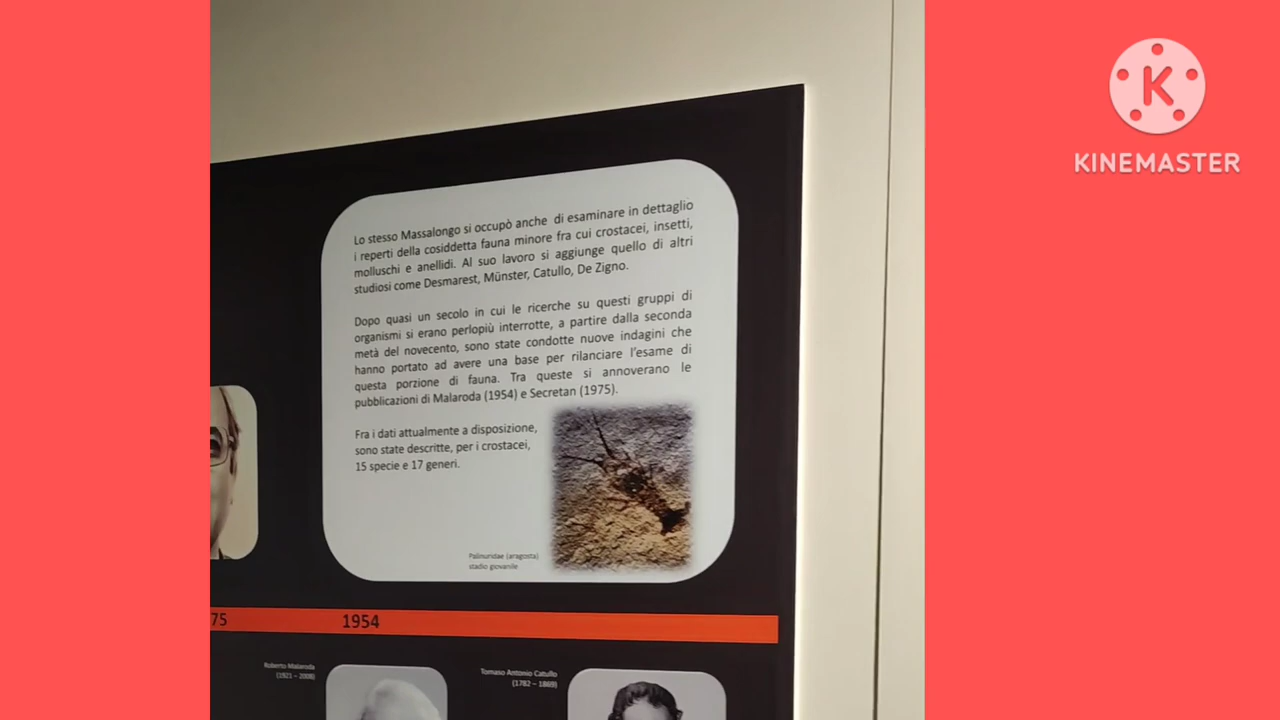 KINEMASTER
Lo stesso Massalongo si occupò anche di esaminare in dettaglio
i reperti della cosiddetta fauna minore fra cui crostacei, insetti,
molluschi e anellidi. Al suo lavoro si aggiunge quello di altri
studiosi come Desmarest, Münster, Catullo, De Zigno.
Dopo quasi un secolo in cui le ricerche su questi gruppi di
organismi si erano perlopiù interrotte, a partire dalla seconda
metà del novecento, sono state condotte nuove indagini che
hanno portato ad avere una base per rilanciare l'esame di
questa porzione di fauna. Tra queste si annoverano le
pubblicazioni di Malaroda (1954) e Secretan (1975).
Fra i dati attualmente a disposizione,
sono state descritte, per i crostacei,
15 specie e 17 generi.
Palinuridae (aragosta)
stadio giovanile
75
1954
Roberto Malaroda
(1921 – 2008)
Tomaso Antonio Catullo
(1782 – 1869)